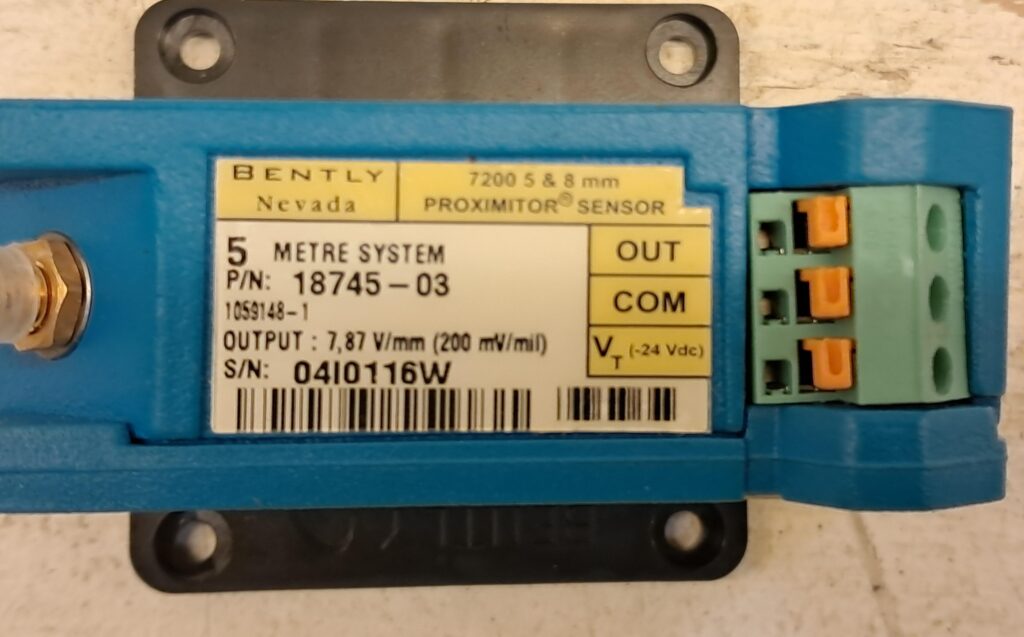 BENTLY
Nevada
7200 5 & 8 mm
PROXIMITOR® SENSOR
5 METRE SYSTEM
P/N: 18745-03
1059148-1
OUTPUT : 7,87 V/mm (200 mV/mil)
S/N: 04I0116W
OUT
COM
VT (-24 Vdc)